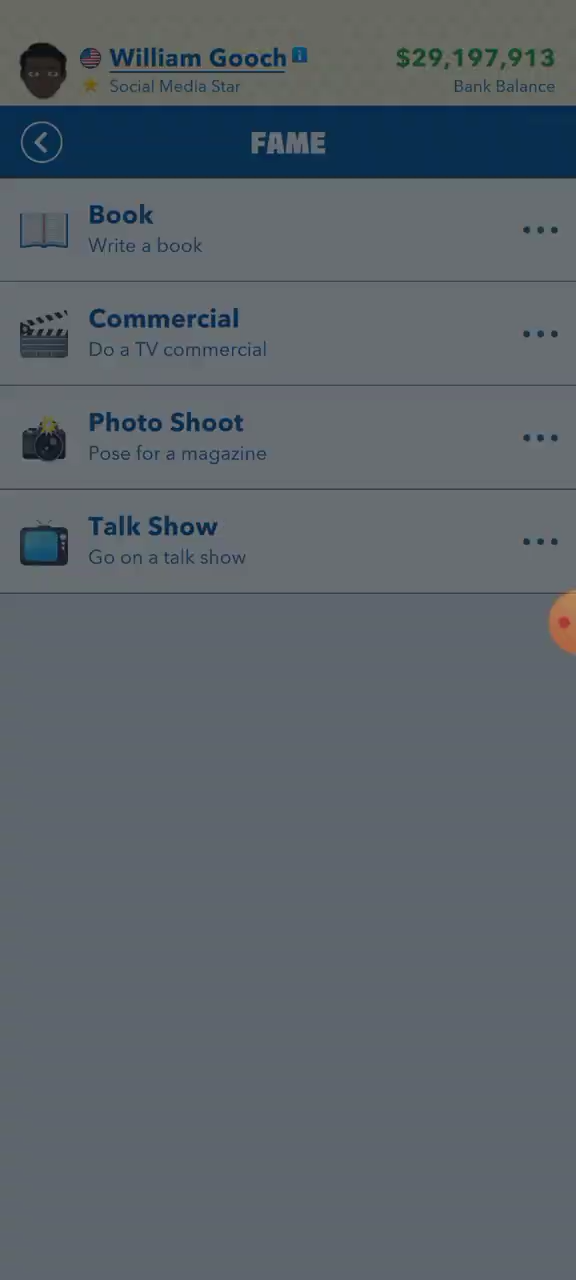 William Gooch
$29,197,913
Social Media Star
Bank Balance
FAME
Book
Write a book
Commercial
Do a TV commercial
Photo Shoot
Pose for a magazine
Talk Show
Go on a talk show